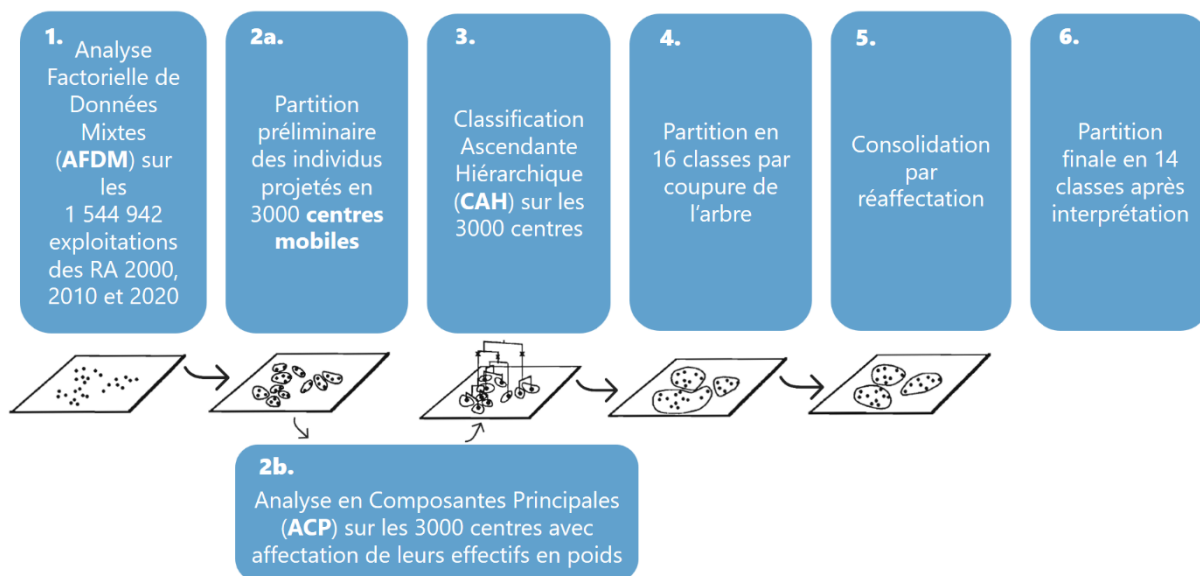 1.
Analyse
Factorielle de
Données
Mixtes
(AFDM) sur
les
1 544 942
exploitations
des RA 2000,
2010 et 2020
2a.
Partition
préliminaire
des individus
projetés en
3000 centres
mobiles
3.
Classification
Ascendante
Hiérarchique
(CAH) sur les
3000 centres
4.
Partition en
16 classes par
coupure de
l’arbre
5.
Consolidation
par
réaffectation
6.
Partition
finale en 14
classes après
interprétation
2b.
Analyse en Composantes Principales
(ACP) sur les 3000 centres avec
affectation de leurs effectifs en poids